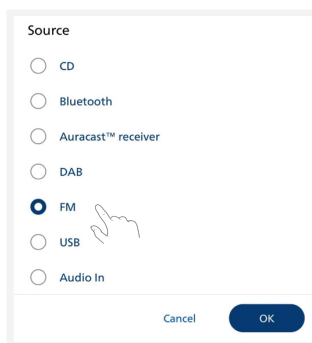 Source
CD
Bluetooth
Auracast™ receiver
DAB
FM
USB
Audio In
Cancel OK